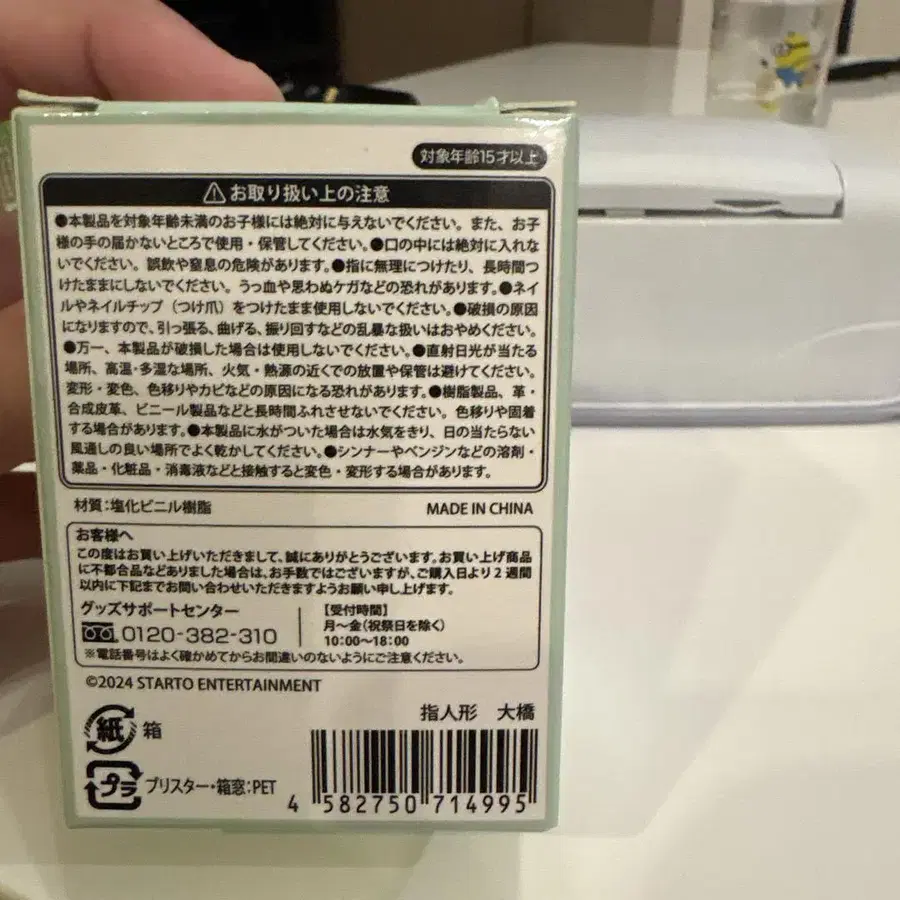 対象年齢15才以上
⚠お取り扱い上の注意
●本製品を対象年齢未満のお子様には絶対に与えないでください。また、お子
様の手の届かないところで使用・保管してください。●口の中には絶対に入れな
いでください。誤飲や窒息の危険があります。●指に無理につけたり、長時間つ
けたままにしないでください。うっ血や思わぬケガなどの恐れがあります。●ネイ
ルやネイルチップ（つけ爪）をつけたまま使用しないでください。●破損の原因
になりますので、引っ張る、曲げる、振り回すなどの乱暴な扱いはおやめください。
●万一、本製品が破損した場合は使用しないでください。●直射日光が当たる
場所、高温・多湿な場所、火気・熱源の近くでの放置や保管は避けてください。
変形・変色、色移りやカビなどの原因になる恐れがあります。●樹脂製品、革・
合成皮革、ビニール製品などと長時間ふれさせないでください。色移りや固着
する場合があります。●本製品に水がついた場合は水気をきり、日の当たらない
風通しの良い場所でよく乾かしてください。●シンナーやベンジンなどの溶剤・
薬品・化粧品・消毒液などと接触すると変色・変形する場合があります。
材質：塩化ビニル樹脂 MADE IN CHINA
お客様へ
この度はお買い上げいただきまして、誠にありがとうございます。お買い上げ商品
に不都合品などありました場合は、お手数ではございますが、ご購入日より2週間
以内に下記までお問い合わせいただきますようお願い申し上げます。
グッズサポートセンター
0120-382-310
【受付時間】
月～金（祝祭日を除く）
10:00～18:00
※電話番号はよく確かめてからお間違いのないようにご注意ください。
©2024 STARTO ENTERTAINMENT
指人形 大橋
紙 箱
プラ ブリスター・箱窓：PET
4 582750 714995